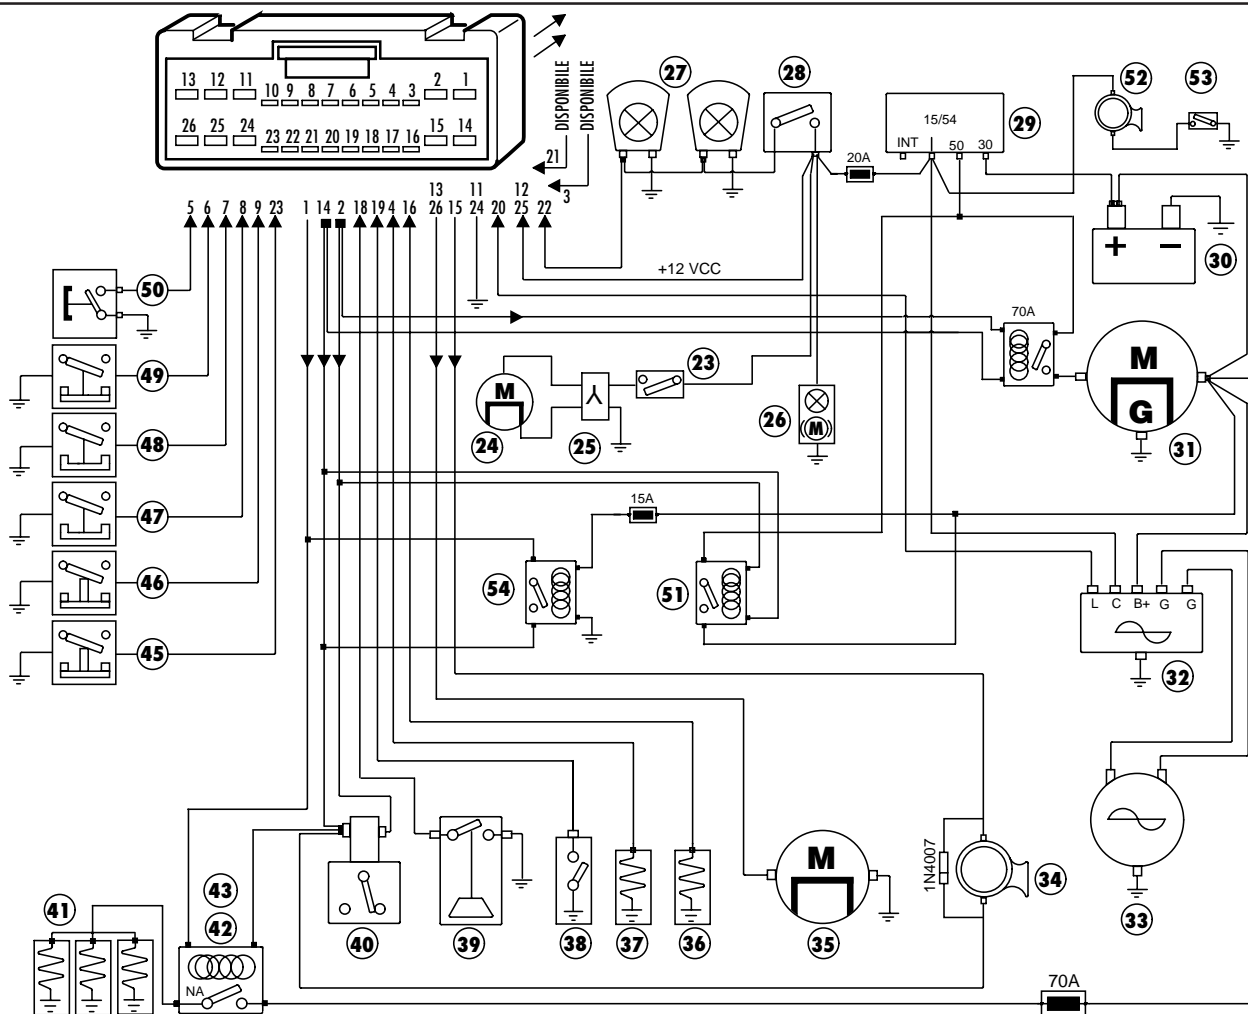 13 12 11 10 9 8 7 6 5 4 3 2 1
26 25 24 23 22 21 20 19 18 17 16 15 14
DISPONIBILE
DISPONIBILE
21
3
27
28
15/54
INT
50
30
29
52
53
20A
13 11 12
5 6 7 8 9 23 1 14 2 18 19 4 16 26 15 24 20 25 22
+12 VCC
+ −
30
50
70A
M
G
31
49
23
M
24
25
26
(M)
48
15A
47
54
51
46
L C B+ G G
32
45
1N4007
34
M
33
43
42
41
NA
40
39
38
37
36
35
70A